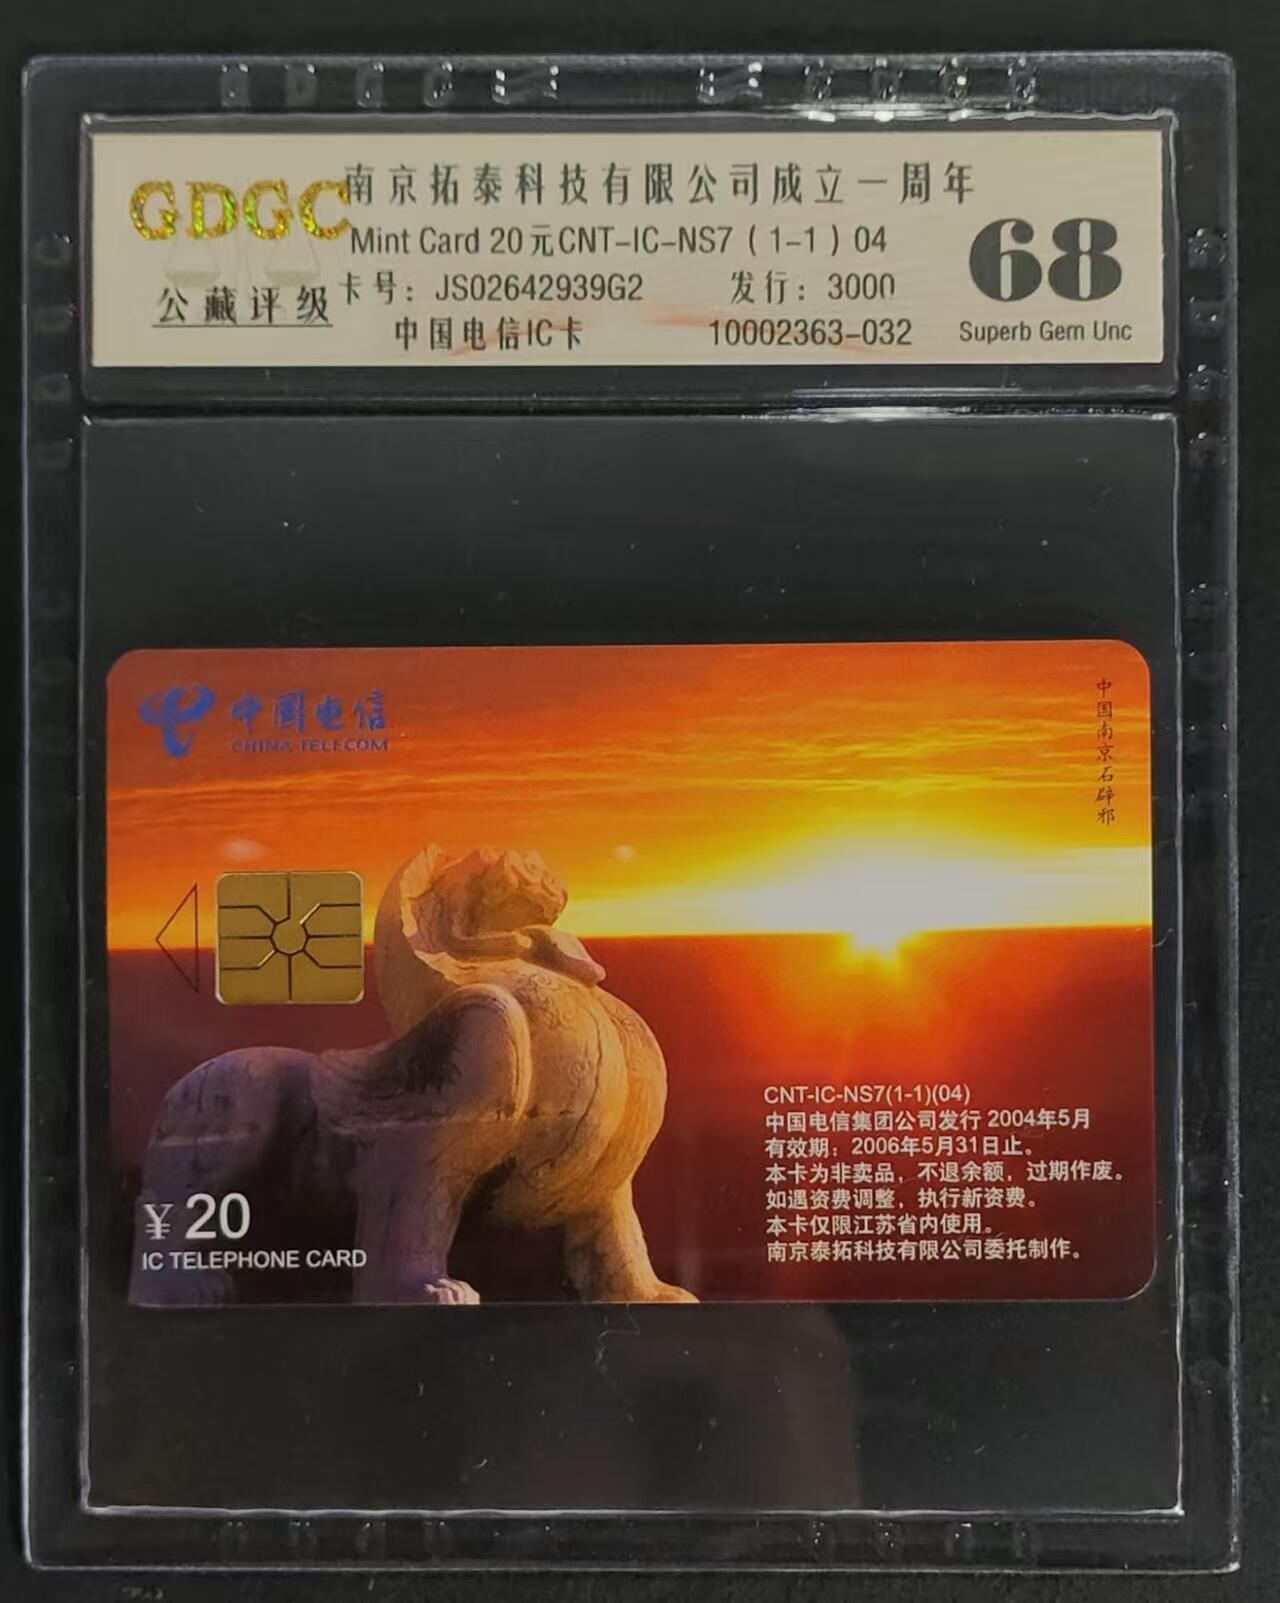 GDGC
公藏评级
南京拓泰科技有限公司成立一周年
Mint Card 20元CNT-IC-NS7 ( 1-1 ) 04
卡号: JS02642939G2 发行: 3000
中国电信IC卡 10002363-032
68
Superb Gem Unc
中国电信
CHINA TELECOM
中国南京石辟邪
CNT-IC-NS7(1-1)(04)
中国电信集团公司发行 2004年5月
有效期：2006年5月31日止。
本卡为非卖品，不退余额，过期作废。
如遇资费调整，执行新资费。
本卡仅限江苏省内使用。
南京泰拓科技有限公司委托制作。
¥ 20
IC TELEPHONE CARD